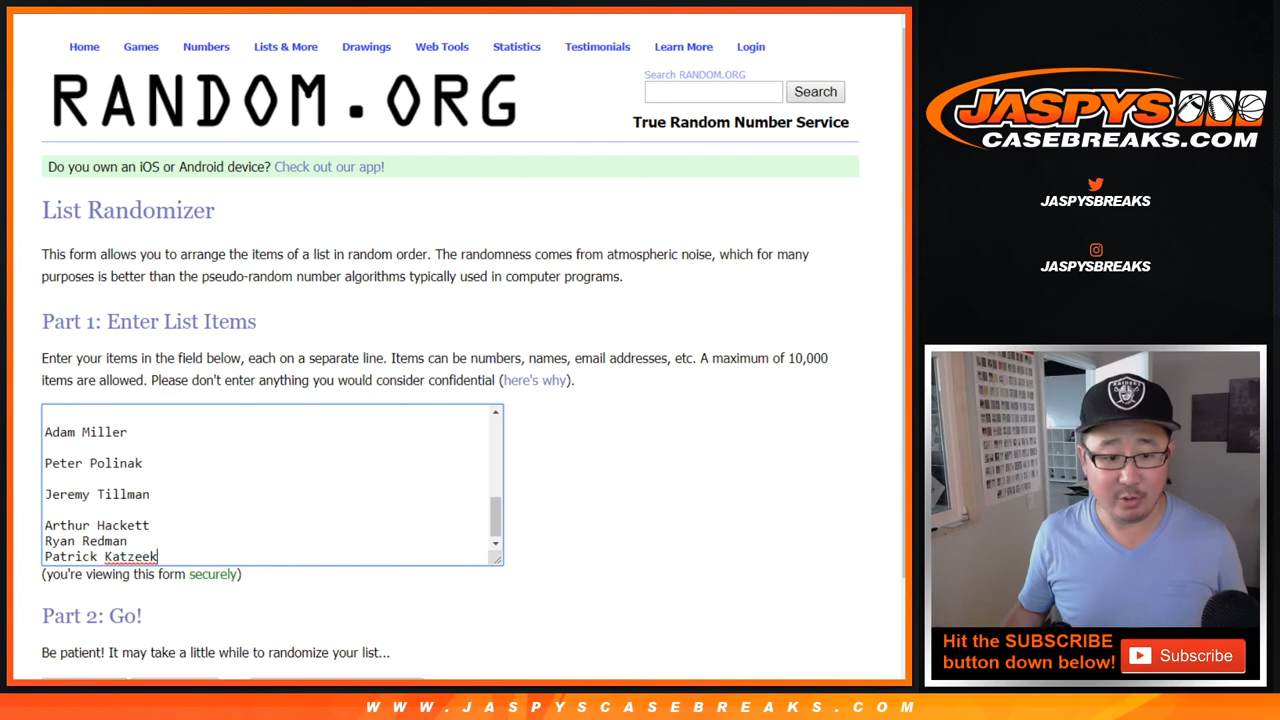 Home Games Numbers Lists & More Drawings Web Tools Statistics Testimonials Learn More Login
RANDOM.ORG
Search RANDOM.ORG
Search
True Random Number Service
Do you own an iOS or Android device? Check out our app!
List Randomizer
This form allows you to arrange the items of a list in random order. The randomness comes from atmospheric noise, which for many
purposes is better than the pseudo-random number algorithms typically used in computer programs.
Part 1: Enter List Items
Enter your items in the field below, each on a separate line. Items can be numbers, names, email addresses, etc. A maximum of 10,000
items are allowed. Please don't enter anything you would consider confidential (here's why).
Adam Miller
Peter Polinak
Jeremy Tillman
Arthur Hackett
Ryan Redman
Patrick Katzeek
(you're viewing this form securely)
Part 2: Go!
Be patient! It may take a little while to randomize your list...
JASPYS
CASEBREAKS.COM
JASPYSBREAKS
JASPYSBREAKS
RAIDERS
Hit the SUBSCRIBE
button down below!
Subscribe
WWW.JASPYSCASEBREAKS.COM